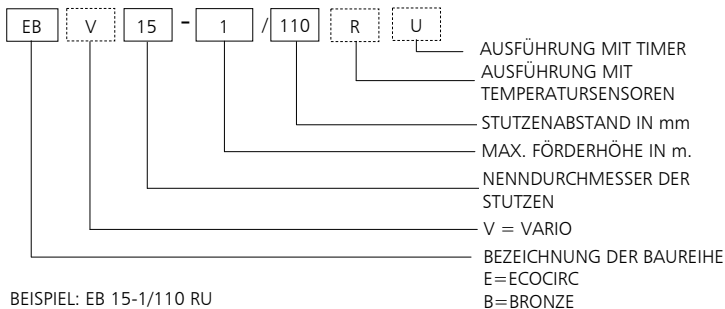 EB V 15 - 1 / 110 R U
AUSFÜHRUNG MIT TIMER
AUSFÜHRUNG MIT
TEMPERATURSENSOREN
STUTZENABSTAND IN mm
MAX. FÖRDERHÖHE IN m.
NENNDURCHMESSER DER
STUTZEN
V = VARIO
BEZEICHNUNG DER BAUREIHE
E=ECOCIRC
B=BRONZE
BEISPIEL: EB 15-1/110 RU